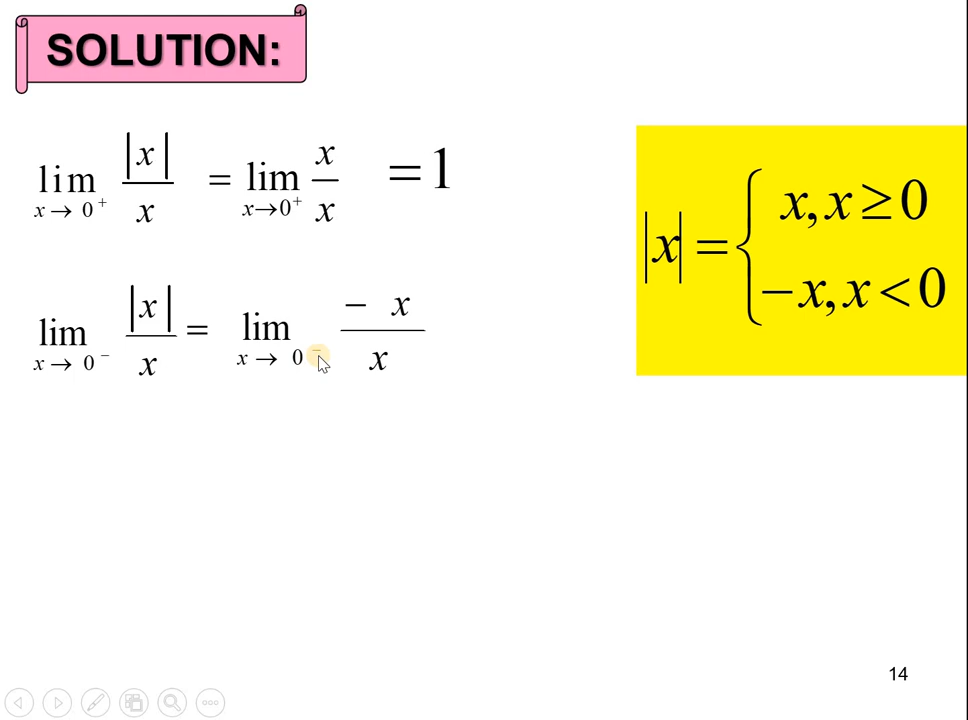 SOLUTION:
lim x→0⁺ |x|/x = lim x→0⁺ x/x = 1
|x| = { x, x ≥ 0
− x, x < 0
lim x→0⁻ |x|/x = lim x→0⁻ − x/x
14